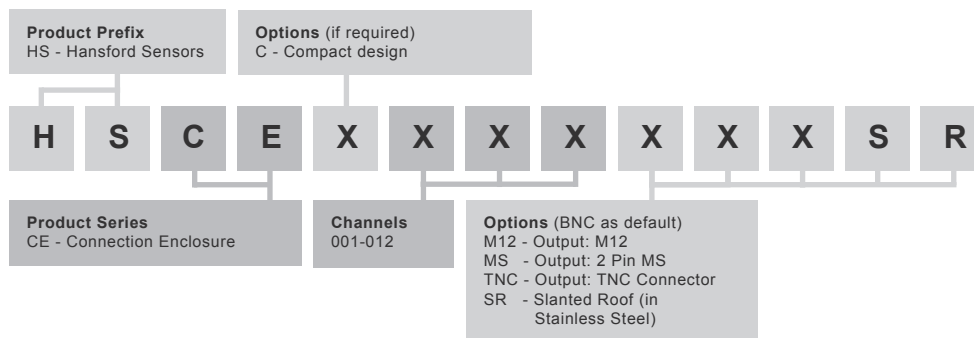 Product Prefix
HS - Hansford Sensors
Options (if required)
C - Compact design
H S C E X X X X X X X S R
Product Series
CE - Connection Enclosure
Channels
001-012
Options (BNC as default)
M12 - Output: M12
MS - Output: 2 Pin MS
TNC - Output: TNC Connector
SR - Slanted Roof (in
Stainless Steel)